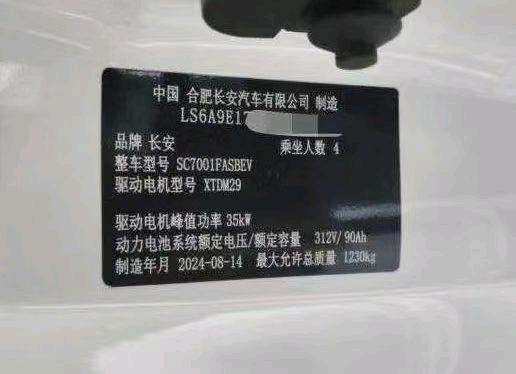 中国 合肥长安汽车有限公司 制造
LS6A9E17
品牌 长安 乘坐人数 4
整车型号 SC7001FASBEV
驱动电机型号 XTDM29
驱动电机峰值功率 35kW
动力电池系统额定电压/额定容量 312V/90Ah
制造年月 2024-08-14 最大允许总质量 1230kg